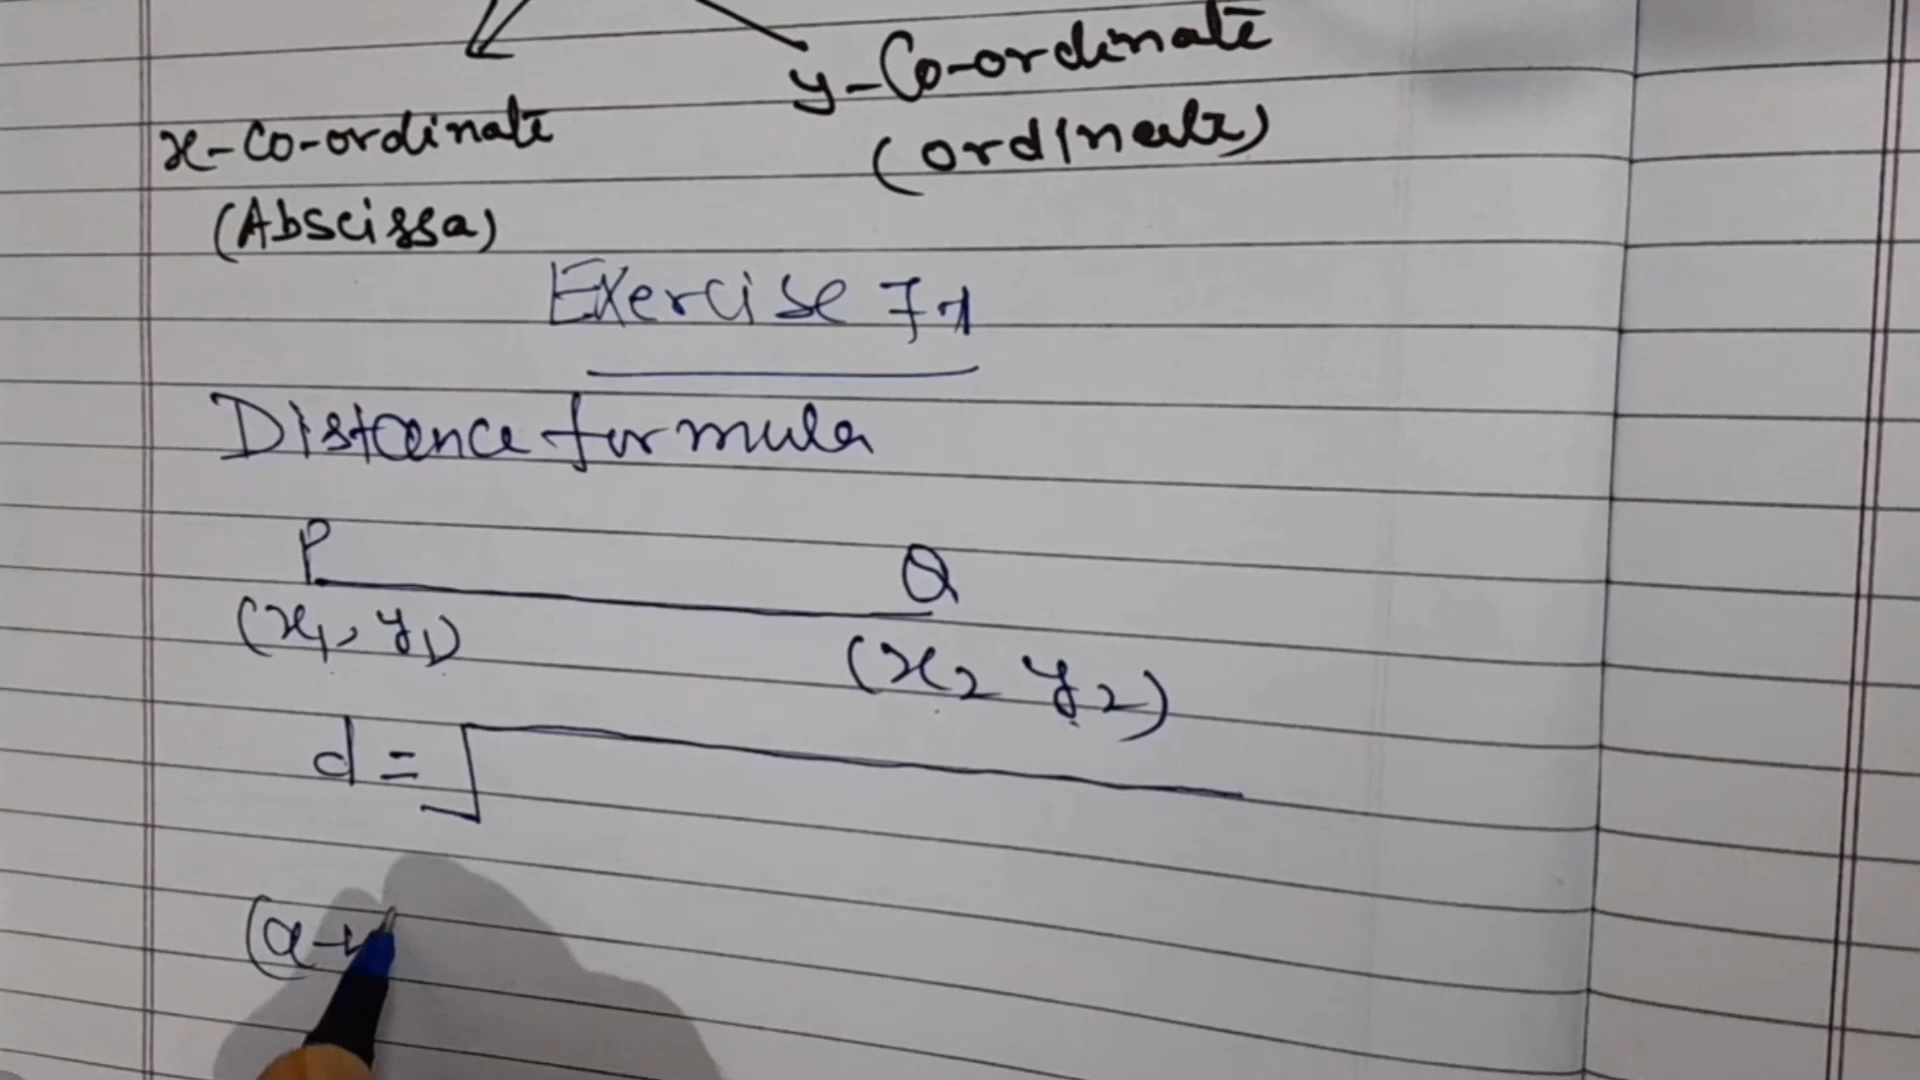 y-Co-ordinate
x-Co-ordinate
(ordinate)
(Abscissa)
Exercise 7.1
Distance formula
P Q
(x₁, y₁) (x₂ y₂)
d = √
(a-